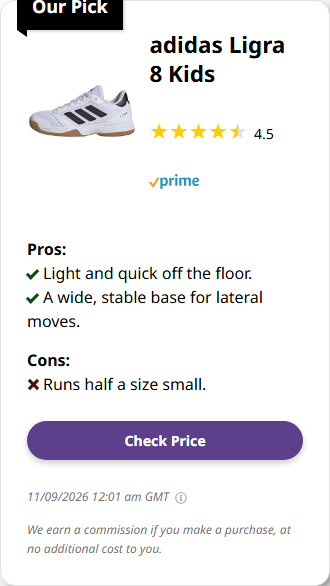 Our Pick
adidas Ligra
8 Kids
4.5
prime
Pros:
Light and quick off the floor.
A wide, stable base for lateral
moves.
Cons:
Runs half a size small.
Check Price
11/09/2026 12:01 am GMT
We earn a commission if you make a purchase, at
no additional cost to you.